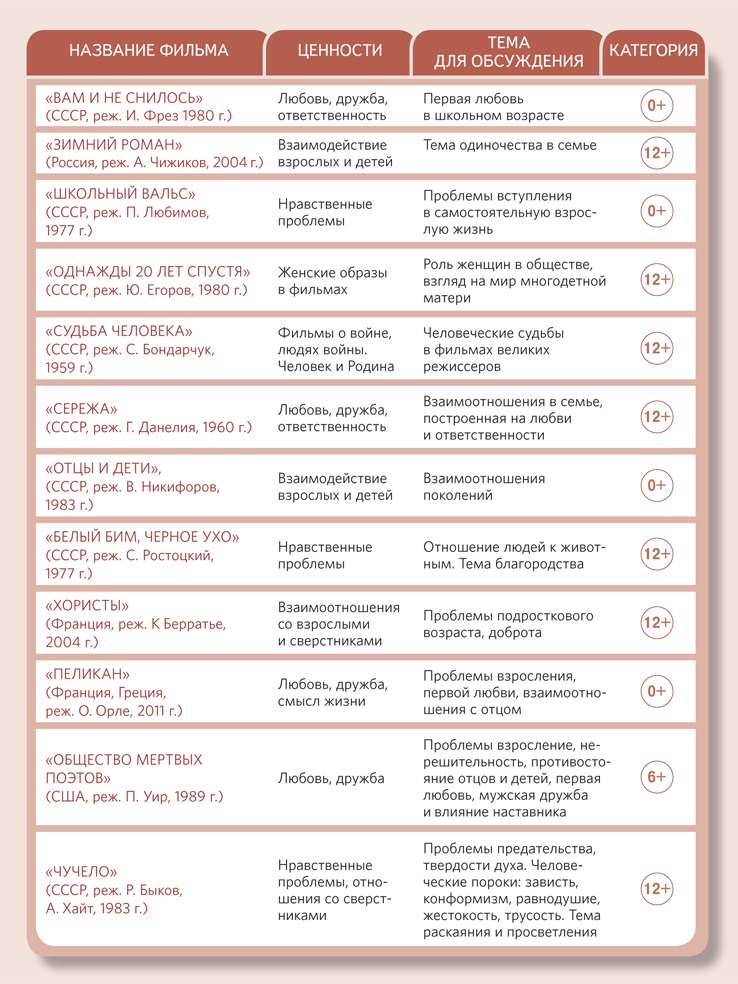 НАЗВАНИЕ ФИЛЬМА
ЦЕННОСТИ
ТЕМА
ДЛЯ ОБСУЖДЕНИЯ
КАТЕГОРИЯ
«ВАМ И НЕ СНИЛОСЬ»
(СССР, реж. И. Фрез 1980 г.)
Любовь, дружба,
ответственность
Первая любовь
в школьном возрасте
0+
«ЗИМНИЙ РОМАН»
(Россия, реж. А. Чижиков, 2004 г.)
Взаимодействие
взрослых и детей
Тема одиночества в семье
12+
«ШКОЛЬНЫЙ ВАЛЬС»
(СССР, реж. П. Любимов,
1977 г.)
Нравственные
проблемы
Проблемы вступления
в самостоятельную взрос-
лую жизнь
0+
«ОДНАЖДЫ 20 ЛЕТ СПУСТЯ»
(СССР, реж. Ю. Егоров, 1980 г.)
Женские образы
в фильмах
Роль женщин в обществе,
взгляд на мир многодетной
матери
12+
«СУДЬБА ЧЕЛОВЕКА»
(СССР, реж. С. Бондарчук,
1959 г.)
Фильмы о войне,
людях войны.
Человек и Родина
Человеческие судьбы
в фильмах великих
режиссеров
12+
«СЕРЕЖА»
(СССР, реж. Г. Данелия, 1960 г.)
Любовь, дружба,
ответственность
Взаимоотношения в семье,
построенная на любви
и ответственности
12+
«ОТЦЫ И ДЕТИ»,
(СССР, реж. В. Никифоров,
1983 г.)
Взаимодействие
взрослых и детей
Взаимоотношения
поколений
0+
«БЕЛЫЙ БИМ, ЧЕРНОЕ УХО»
(СССР, реж. С. Ростоцкий,
1977 г.)
Нравственные
проблемы
Отношение людей к живот-
ным. Тема благородства
12+
«ХОРИСТЫ»
(Франция, реж. К Берратье,
2004 г.)
Взаимоотношения
со взрослыми
и сверстниками
Проблемы подросткового
возраста, доброта
12+
«ПЕЛИКАН»
(Франция, Греция,
реж. О. Орле, 2011 г.)
Любовь, дружба,
смысл жизни
Проблемы взросления,
первой любви, взаимоотно-
шения с отцом
0+
«ОБЩЕСТВО МЕРТВЫХ
ПОЭТОВ»
(США, реж. П. Уир, 1989 г.)
Любовь, дружба
Проблемы взросление, не-
решительность, противосто-
яние отцов и детей, первая
любовь, мужская дружба
и влияние наставника
6+
«ЧУЧЕЛО»
(СССР, реж. Р. Быков,
А. Хайт, 1983 г.)
Нравственные
проблемы, отно-
шения со сверст-
никами
Проблемы предательства,
твердости духа. Челове-
ческие пороки: зависть,
конформизм, равнодушие,
жестокость, трусость. Тема
раскаяния и просветления
12+